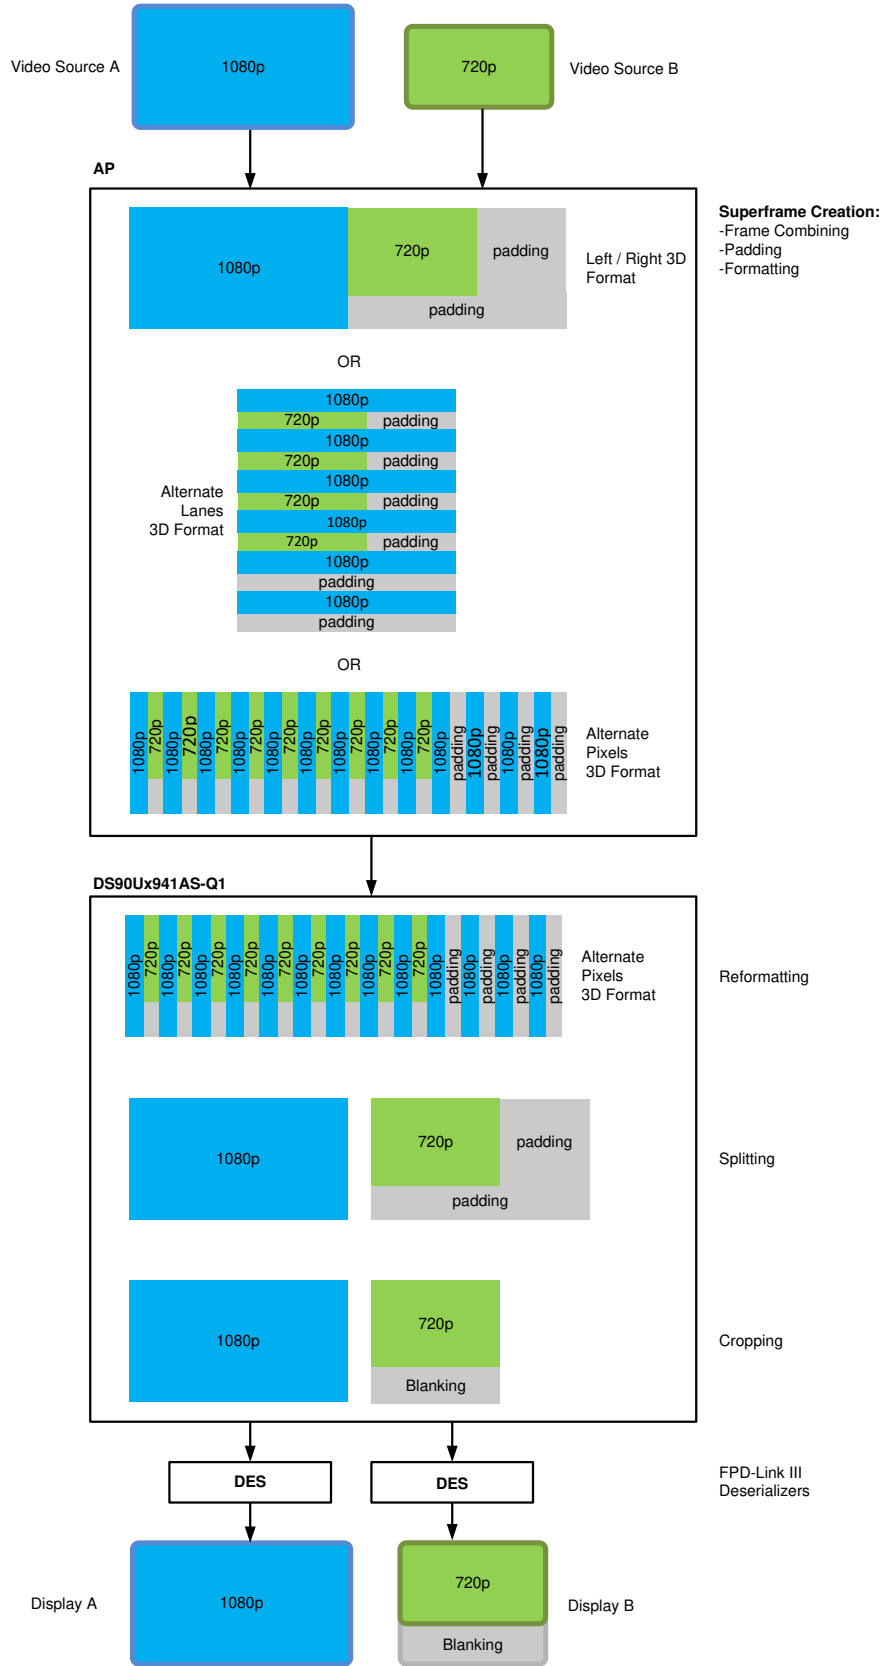 Video Source A
1080p
720p
Video Source B
AP
Superframe Creation:
-Frame Combining
-Padding
-Formatting
1080p
720p
padding
padding
Left / Right 3D
Format
OR
1080p
720p padding
1080p
720p padding
1080p
720p padding
1080p
720p padding
1080p
padding
1080p
padding
Alternate
Lanes
3D Format
OR
1080p 720p 1080p 720p 1080p 720p 1080p 720p 1080p 720p 1080p 720p 1080p 720p 1080p 720p 1080p 720p 1080p padding 1080p padding 1080p padding 1080p padding
Alternate
Pixels
3D Format
DS90Ux941AS-Q1
1080p 720p 1080p 720p 1080p 720p 1080p 720p 1080p 720p 1080p 720p 1080p 720p 1080p 720p 1080p 720p 1080p padding 1080p padding 1080p padding 1080p padding
Alternate
Pixels
3D Format
Reformatting
1080p
720p
padding
padding
Splitting
1080p
720p
Blanking
Cropping
DES
DES
FPD-Link III
Deserializers
Display A
1080p
720p
Blanking
Display B